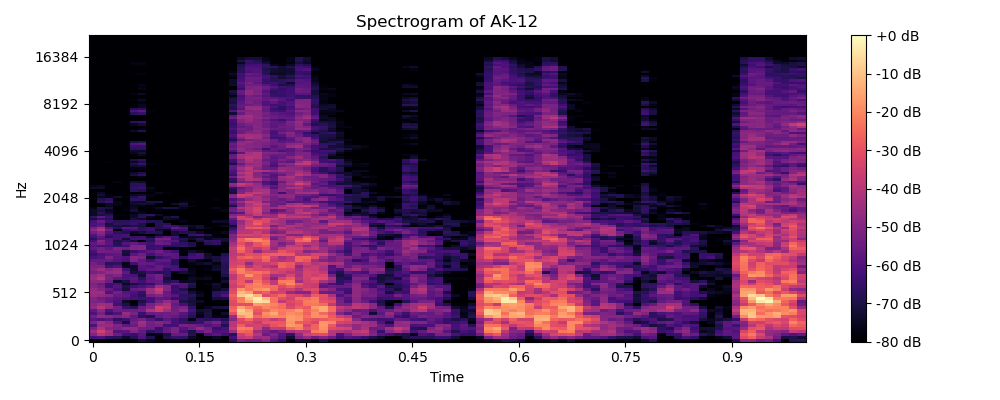 Spectrogram of AK-12
16384
8192
4096
2048
1024
512
0
Hz
0
0.15
0.3
0.45
0.6
0.75
0.9
Time
+0 dB
-10 dB
-20 dB
-30 dB
-40 dB
-50 dB
-60 dB
-70 dB
-80 dB